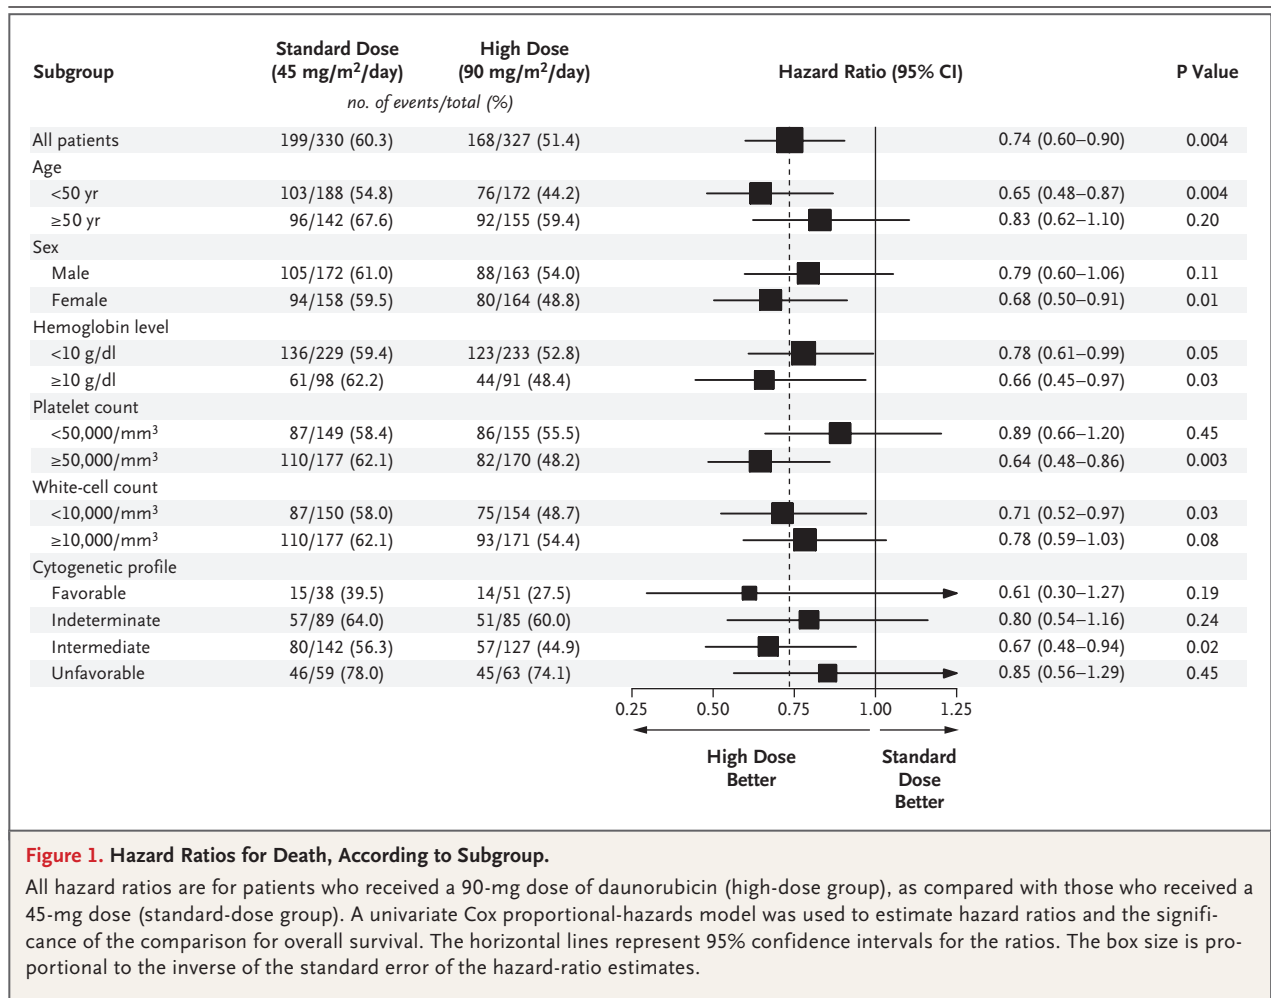 Subgroup Standard Dose (45 mg/m²/day) High Dose (90 mg/m²/day) Hazard Ratio (95% CI) P Value
no. of events/total (%)
All patients 199/330 (60.3) 168/327 (51.4) 0.74 (0.60–0.90) 0.004
Age
<50 yr 103/188 (54.8) 76/172 (44.2) 0.65 (0.48–0.87) 0.004
≥50 yr 96/142 (67.6) 92/155 (59.4) 0.83 (0.62–1.10) 0.20
Sex
Male 105/172 (61.0) 88/163 (54.0) 0.79 (0.60–1.06) 0.11
Female 94/158 (59.5) 80/164 (48.8) 0.68 (0.50–0.91) 0.01
Hemoglobin level
<10 g/dl 136/229 (59.4) 123/233 (52.8) 0.78 (0.61–0.99) 0.05
≥10 g/dl 61/98 (62.2) 44/91 (48.4) 0.66 (0.45–0.97) 0.03
Platelet count
<50,000/mm³ 87/149 (58.4) 86/155 (55.5) 0.89 (0.66–1.20) 0.45
≥50,000/mm³ 110/177 (62.1) 82/170 (48.2) 0.64 (0.48–0.86) 0.003
White-cell count
<10,000/mm³ 87/150 (58.0) 75/154 (48.7) 0.71 (0.52–0.97) 0.03
≥10,000/mm³ 110/177 (62.1) 93/171 (54.4) 0.78 (0.59–1.03) 0.08
Cytogenetic profile
Favorable 15/38 (39.5) 14/51 (27.5) 0.61 (0.30–1.27) 0.19
Indeterminate 57/89 (64.0) 51/85 (60.0) 0.80 (0.54–1.16) 0.24
Intermediate 80/142 (56.3) 57/127 (44.9) 0.67 (0.48–0.94) 0.02
Unfavorable 46/59 (78.0) 45/63 (74.1) 0.85 (0.56–1.29) 0.45
0.25 0.50 0.75 1.00 1.25
High Dose Better
Standard Dose Better
Figure 1. Hazard Ratios for Death, According to Subgroup.
All hazard ratios are for patients who received a 90-mg dose of daunorubicin (high-dose group), as compared with those who received a
45-mg dose (standard-dose group). A univariate Cox proportional-hazards model was used to estimate hazard ratios and the signifi-
cance of the comparison for overall survival. The horizontal lines represent 95% confidence intervals for the ratios. The box size is pro-
portional to the inverse of the standard error of the hazard-ratio estimates.